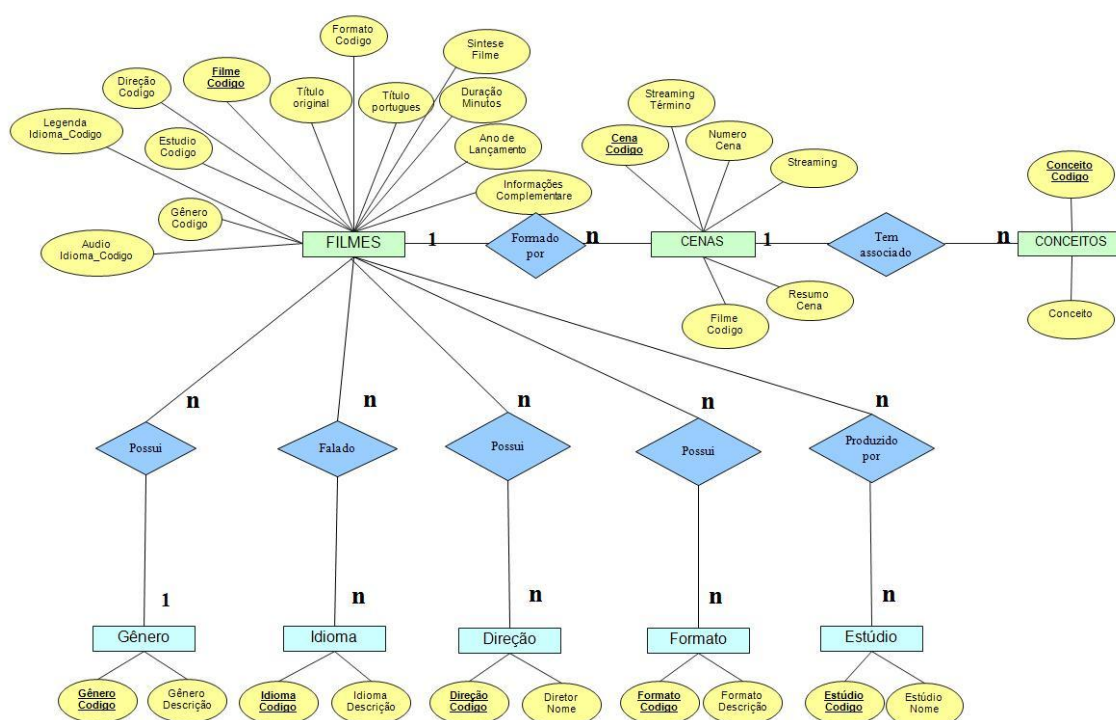 Formato
Codigo
Sintese
Filme
Direção
Codigo
Filme
Codigo
Título
original
Título
portugues
Duração
Minutos
Streaming
Término
Legenda
Idioma_Codigo
Estudio
Codigo
Ano de
Lançamento
Cena
Codigo
Numero
Cena
Streaming
Conceito
Codigo
Informações
Complementare
Gênero
Codigo
Audio
Idioma_Codigo
FILMES
1
Formado
por
n
CENAS
1
Tem
associado
n
CONCEITOS
Filme
Codigo
Resumo
Cena
Conceito
n
n
n
n
n
Possui
Falado
Possui
Possui
Produzido
por
1
n
n
n
n
Gênero
Idioma
Direção
Formato
Estúdio
Gênero
Codigo
Gênero
Descrição
Idioma
Codigo
Idioma
Descrição
Direção
Codigo
Diretor
Nome
Formato
Codigo
Formato
Descrição
Estúdio
Codigo
Estúdio
Nome